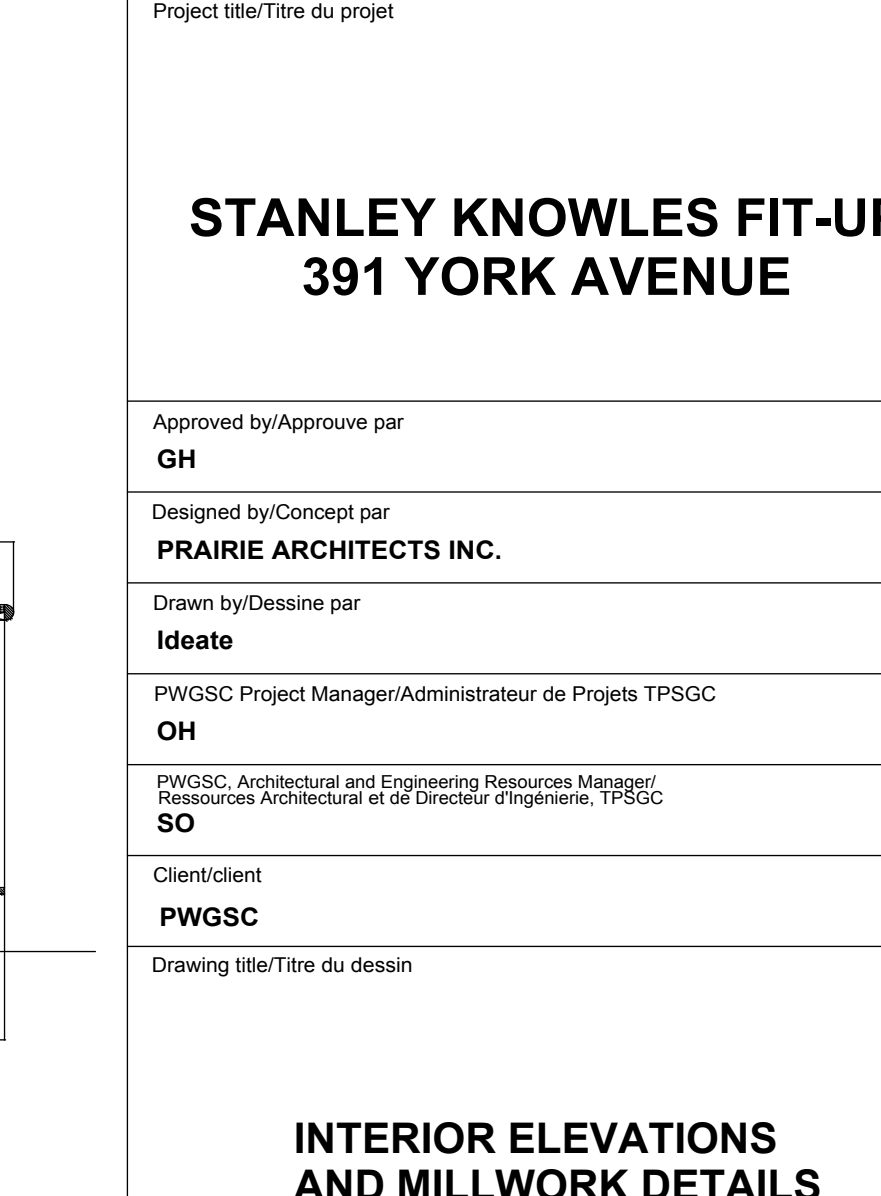 Project title/Titre du projet
STANLEY KNOWLES FIT-UP
391 YORK AVENUE
Approved by/Approuve par
GH
Designed by/Concept par
PRAIRIE ARCHITECTS INC.
Drawn by/Dessine par
Ideate
PWGSC Project Manager/Administrateur de Projets TPSGC
OH
PWGSC, Architectural and Engineering Resources Manager/
Ressources Architectural et de Directeur d'Ingénierie, TPSGC
SO
Client/client
PWGSC
Drawing title/Titre du dessin
INTERIOR ELEVATIONS
AND MILLWORK DETAILS